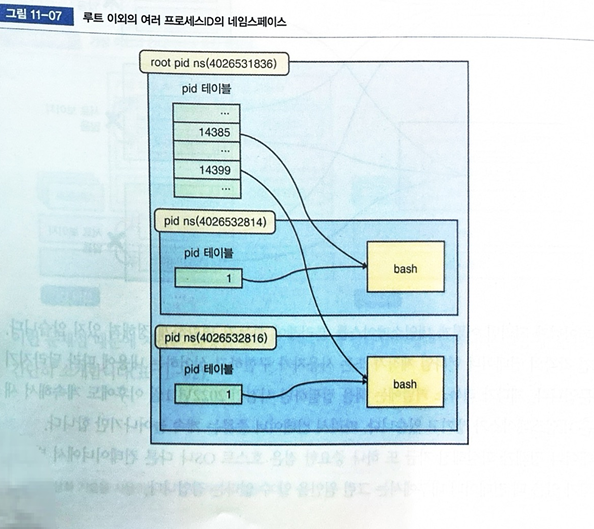 그림 11-07 루트 이외의 여러 프로세스ID의 네임스페이스
root pid ns(4026531836)
pid 테이블
...
14385
...
14399
...
pid ns(4026532814)
pid 테이블
1
bash
pid ns(4026532816)
pid 테이블
1
bash